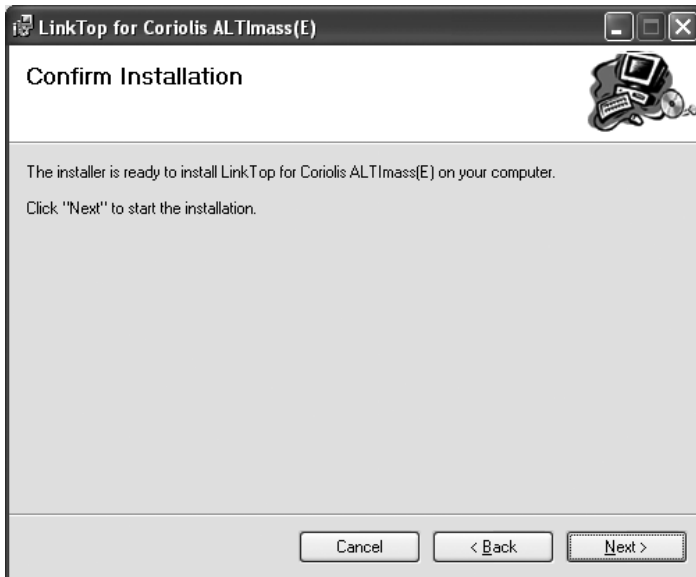 LinkTop for Coriolis ALTImass(E)
Confirm Installation
The installer is ready to install LinkTop for Coriolis ALTImass(E) on your computer.
Click "Next" to start the installation.
Cancel
< Back
Next >